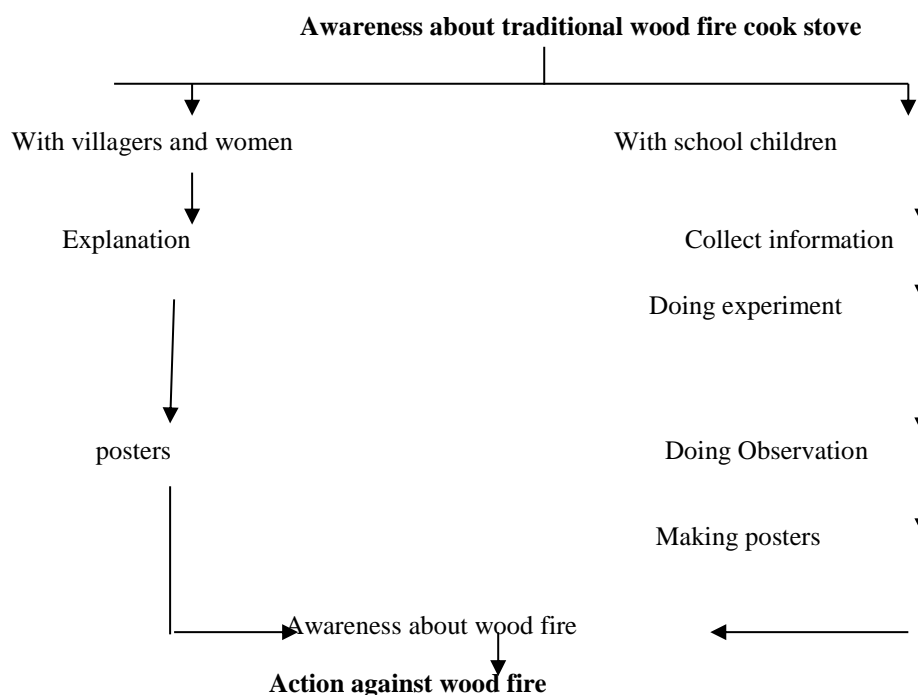 Awareness about traditional wood fire cook stove
With villagers and women
With school children
Explanation
Collect information
Doing experiment
posters
Doing Observation
Making posters
Awareness about wood fire
Action against wood fire